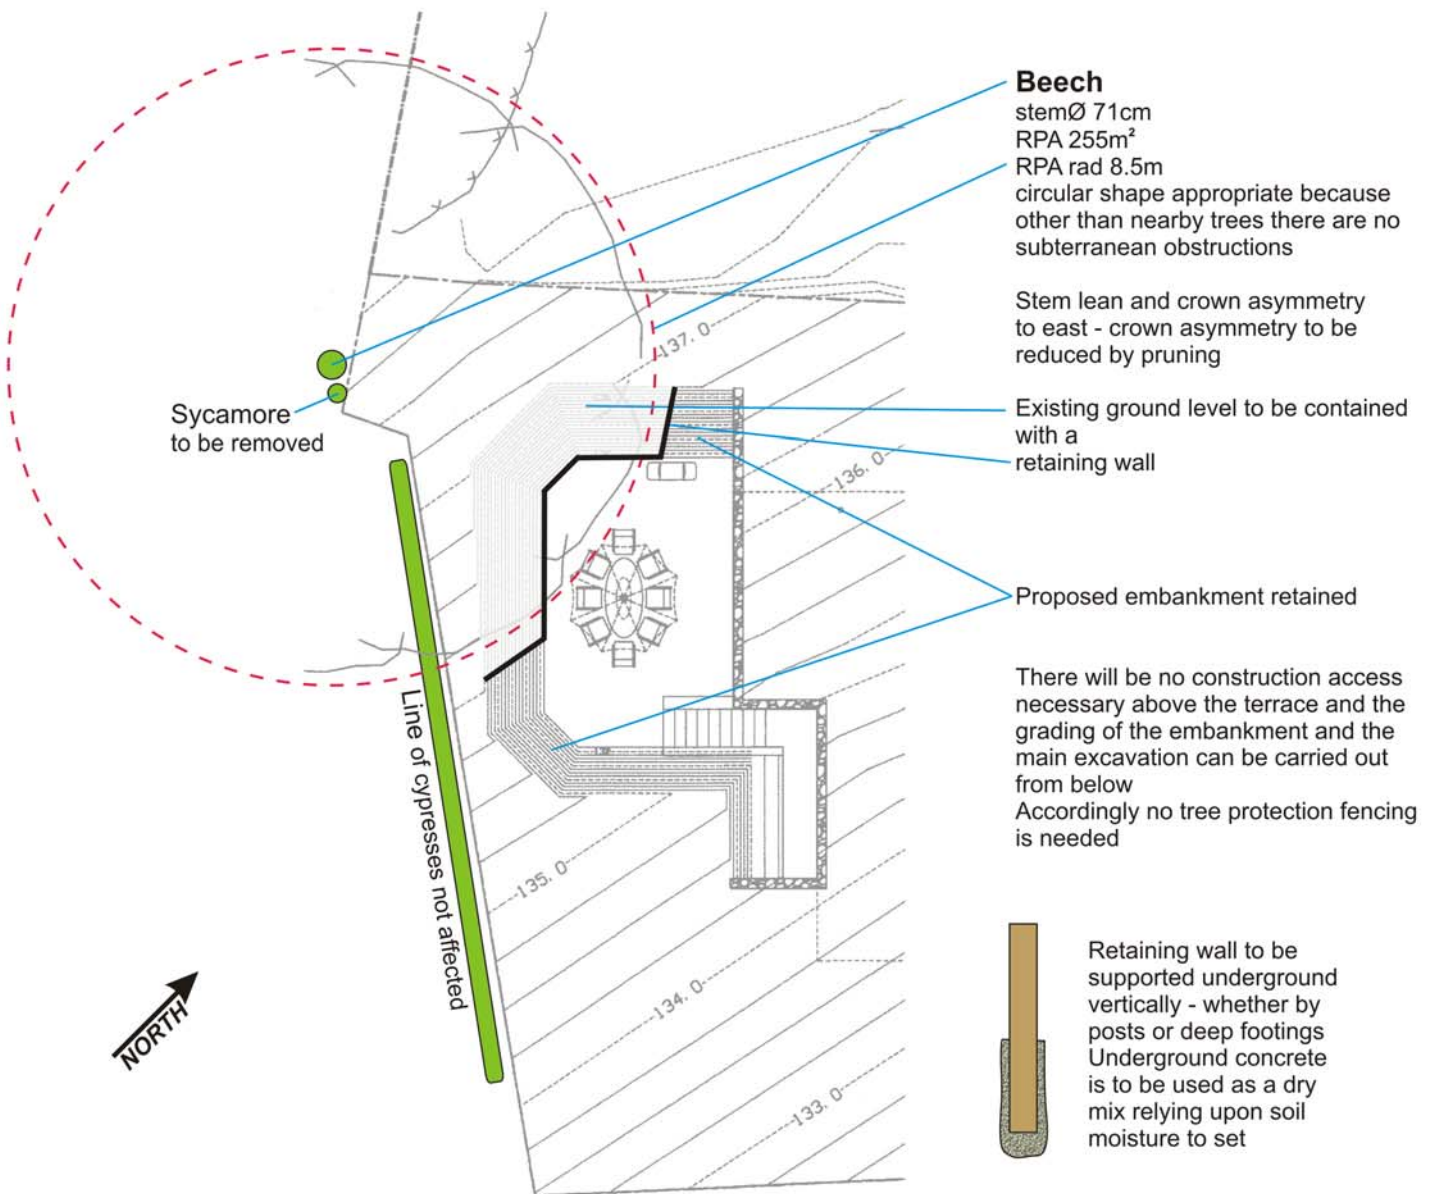 Beech
stemØ 71cm
RPA 255m²
RPA rad 8.5m
circular shape appropriate because
other than nearby trees there are no
subterranean obstructions
Stem lean and crown asymmetry
to east - crown asymmetry to be
reduced by pruning
137. 0
Sycamore
to be removed
Existing ground level to be contained
with a
retaining wall
136. 0
Proposed embankment retained
There will be no construction access
necessary above the terrace and the
grading of the embankment and the
main excavation can be carried out
from below
Accordingly no tree protection fencing
is needed
Line of cypresses not affected
135. 0
134. 0
133. 0
NORTH
Retaining wall to be
supported underground
vertically - whether by
posts or deep footings
Underground concrete
is to be used as a dry
mix relying upon soil
moisture to set